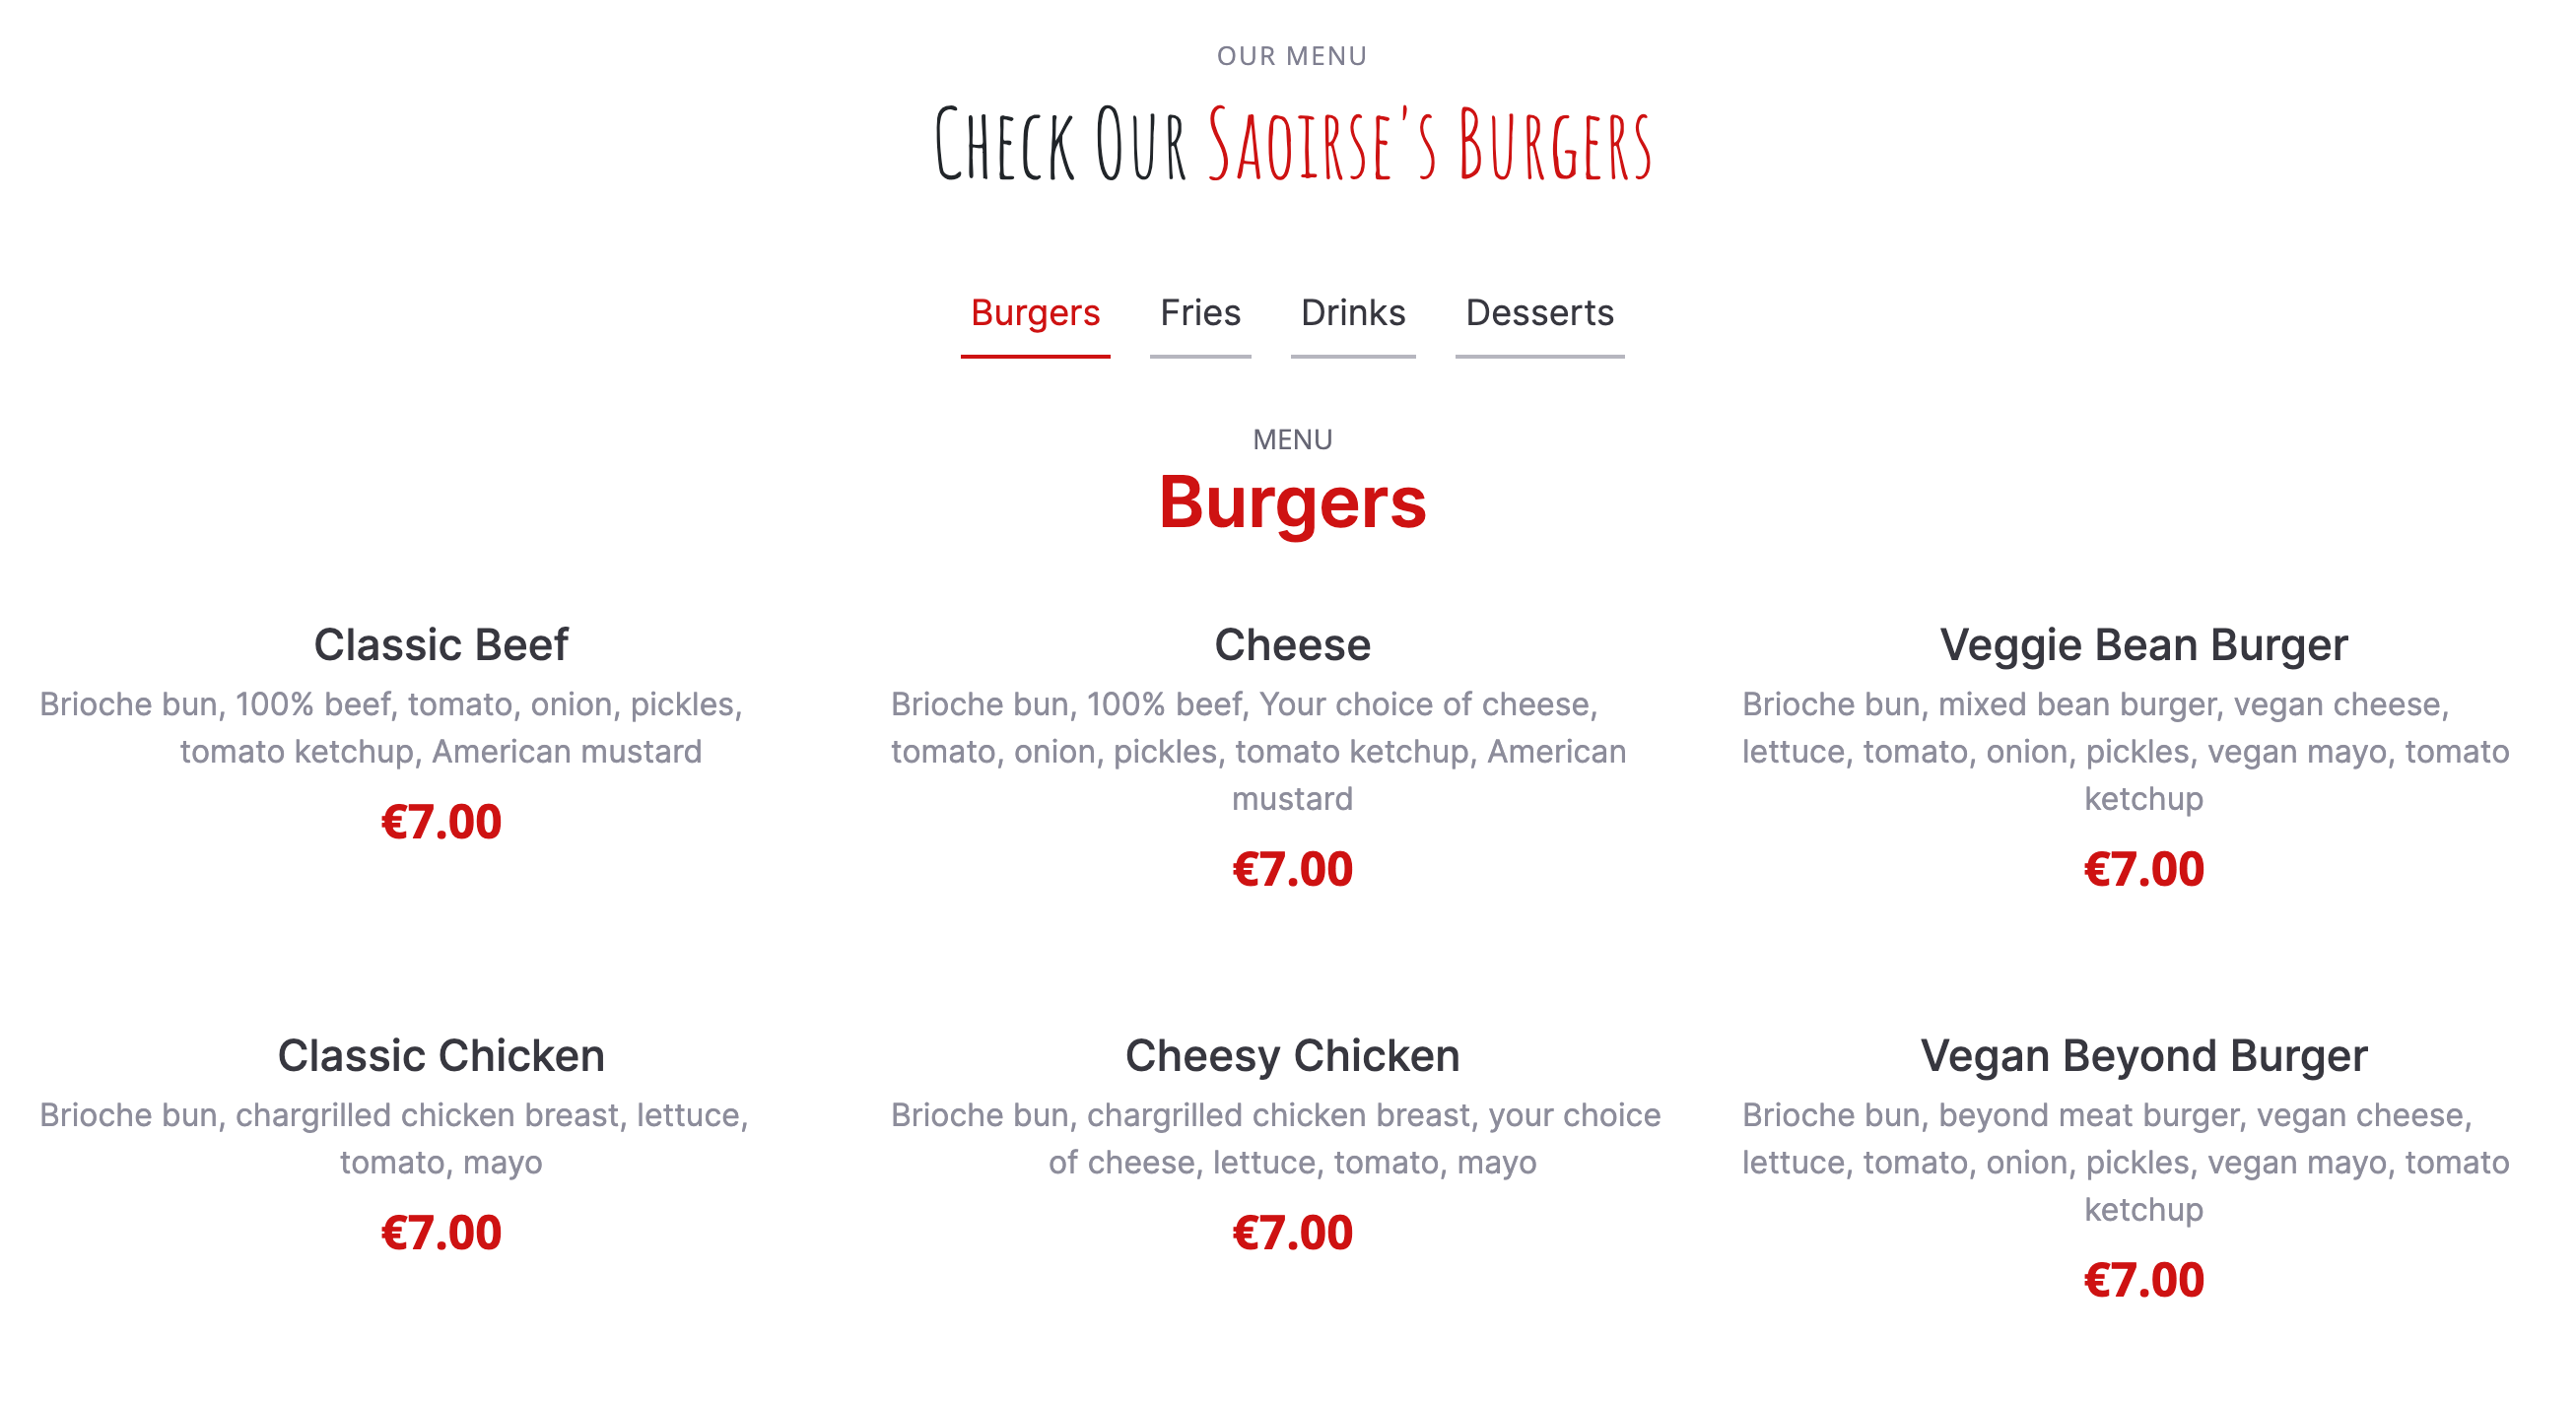 OUR MENU
Check Our Saoirse's Burgers
Burgers Fries Drinks Desserts
MENU
Burgers
Classic Beef
Brioche bun, 100% beef, tomato, onion, pickles,
tomato ketchup, American mustard
€7.00
Cheese
Brioche bun, 100% beef, Your choice of cheese,
tomato, onion, pickles, tomato ketchup, American
mustard
€7.00
Veggie Bean Burger
Brioche bun, mixed bean burger, vegan cheese,
lettuce, tomato, onion, pickles, vegan mayo, tomato
ketchup
€7.00
Classic Chicken
Brioche bun, chargrilled chicken breast, lettuce,
tomato, mayo
€7.00
Cheesy Chicken
Brioche bun, chargrilled chicken breast, your choice
of cheese, lettuce, tomato, mayo
€7.00
Vegan Beyond Burger
Brioche bun, beyond meat burger, vegan cheese,
lettuce, tomato, onion, pickles, vegan mayo, tomato
ketchup
€7.00